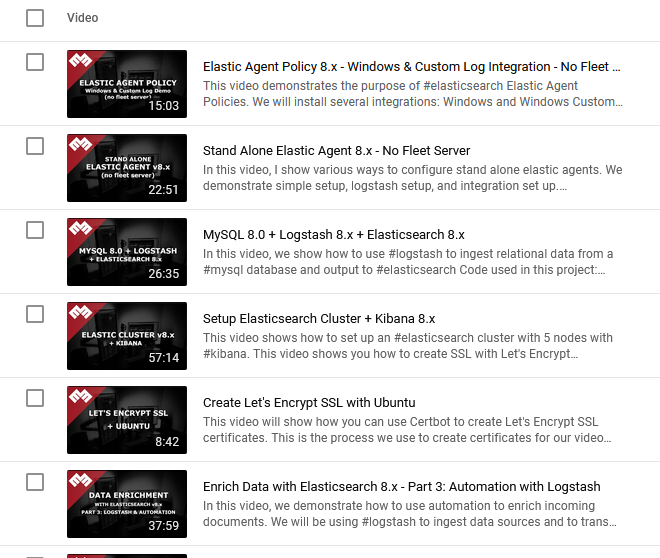 Video
ELASTIC AGENT POLICY
Windows & Custom Log Demo
(no fleet server)
15:03
Elastic Agent Policy 8.x - Windows & Custom Log Integration - No Fleet ...
This video demonstrates the purpose of #elasticsearch Elastic Agent
Policies. We will install several integrations: Windows and Windows Custom...
STAND ALONE
ELASTIC AGENT v8.x
(no fleet server)
22:51
Stand Alone Elastic Agent 8.x - No Fleet Server
In this video, I show various ways to configure stand alone elastic agents. We
demonstrate simple setup, logstash setup, and integration set up....
MYSQL 8.0 + LOGSTASH
+ ELASTICSEARCH 8.x
26:35
MySQL 8.0 + Logstash 8.x + Elasticsearch 8.x
In this video, we show how to use #logstash to ingest relational data from a
#mysql database and output to #elasticsearch Code used in this project:...
ELASTIC CLUSTER v8.x
+ KIBANA
57:14
Setup Elasticsearch Cluster + Kibana 8.x
This video shows how to set up an #elasticsearch cluster with 5 nodes with
#kibana. This video shows you how to create SSL with Let's Encrypt...
LET'S ENCRYPT SSL
+ UBUNTU
8:42
Create Let's Encrypt SSL with Ubuntu
This video will show how you can use Certbot to create Let's Encrypt SSL
certificates. This is the process we use to create certificates for our video...
DATA ENRICHMENT
WITH ELASTICSEARCH v8.x
PART 3: LOGSTASH & AUTOMATION
37:59
Enrich Data with Elasticsearch 8.x - Part 3: Automation with Logstash
In this video, we demonstrate how to use automation to enrich incoming
documents. We will be using #logstash to ingest data sources and to trans...